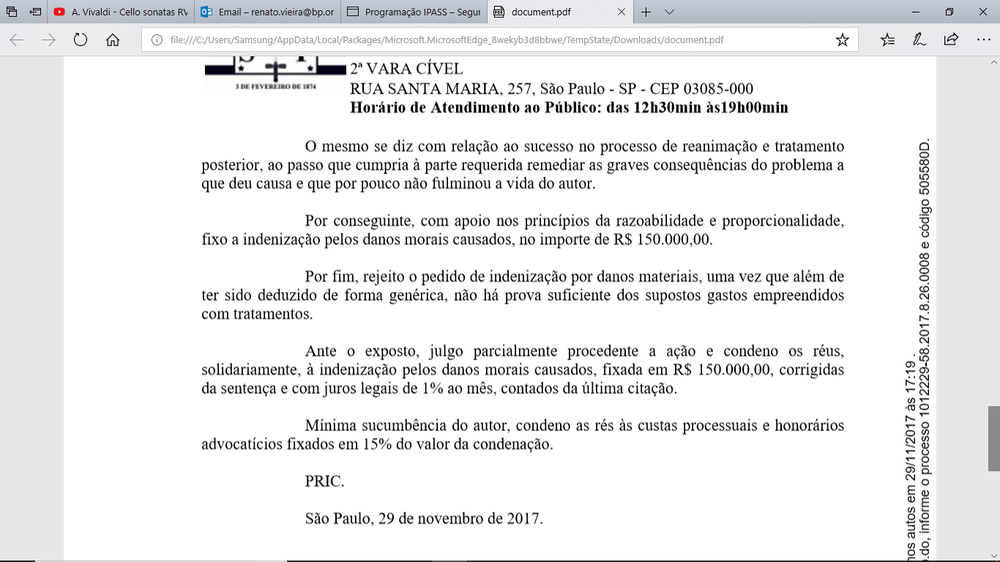 A. Vivaldi - Cello sonatas RV
Email – renato.vieira@bp.or
Programação IPASS – Segur
document.pdf
file:///C:/Users/Samsung/AppData/Local/Packages/Microsoft.MicrosoftEdge_8wekyb3d8bbwe/TempState/Downloads/document.pdf
3 DE FEVEREIRO DE 1874
2ª VARA CÍVEL
RUA SANTA MARIA, 257, São Paulo - SP - CEP 03085-000
Horário de Atendimento ao Público: das 12h30min às19h00min
O mesmo se diz com relação ao sucesso no processo de reanimação e tratamento
posterior, ao passo que cumpria à parte requerida remediar as graves consequências do problema a
que deu causa e que por pouco não fulminou a vida do autor.
Por conseguinte, com apoio nos princípios da razoabilidade e proporcionalidade,
fixo a indenização pelos danos morais causados, no importe de R$ 150.000,00.
Por fim, rejeito o pedido de indenização por danos materiais, uma vez que além de
ter sido deduzido de forma genérica, não há prova suficiente dos supostos gastos empreendidos
com tratamentos.
Ante o exposto, julgo parcialmente procedente a ação e condeno os réus,
solidariamente, à indenização pelos danos morais causados, fixada em R$ 150.000,00, corrigidas
da sentença e com juros legais de 1% ao mês, contados da última citação.
Mínima sucumbência do autor, condeno as rés às custas processuais e honorários
advocatícios fixados em 15% do valor da condenação.
PRIC.
São Paulo, 29 de novembro de 2017.
nos autos em 29/11/2017 às 17:19 .
.do, informe o processo 1012229-58.2017.8.26.0008 e código 505580D.